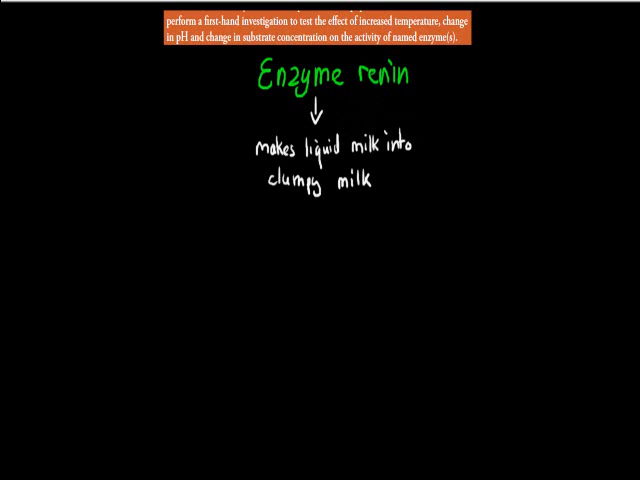 perform a first-hand investigation to test the effect of increased temperature, change
in pH and change in substrate concentration on the activity of named enzyme(s).
Enzyme renin
makes liquid milk into
clumpy milk